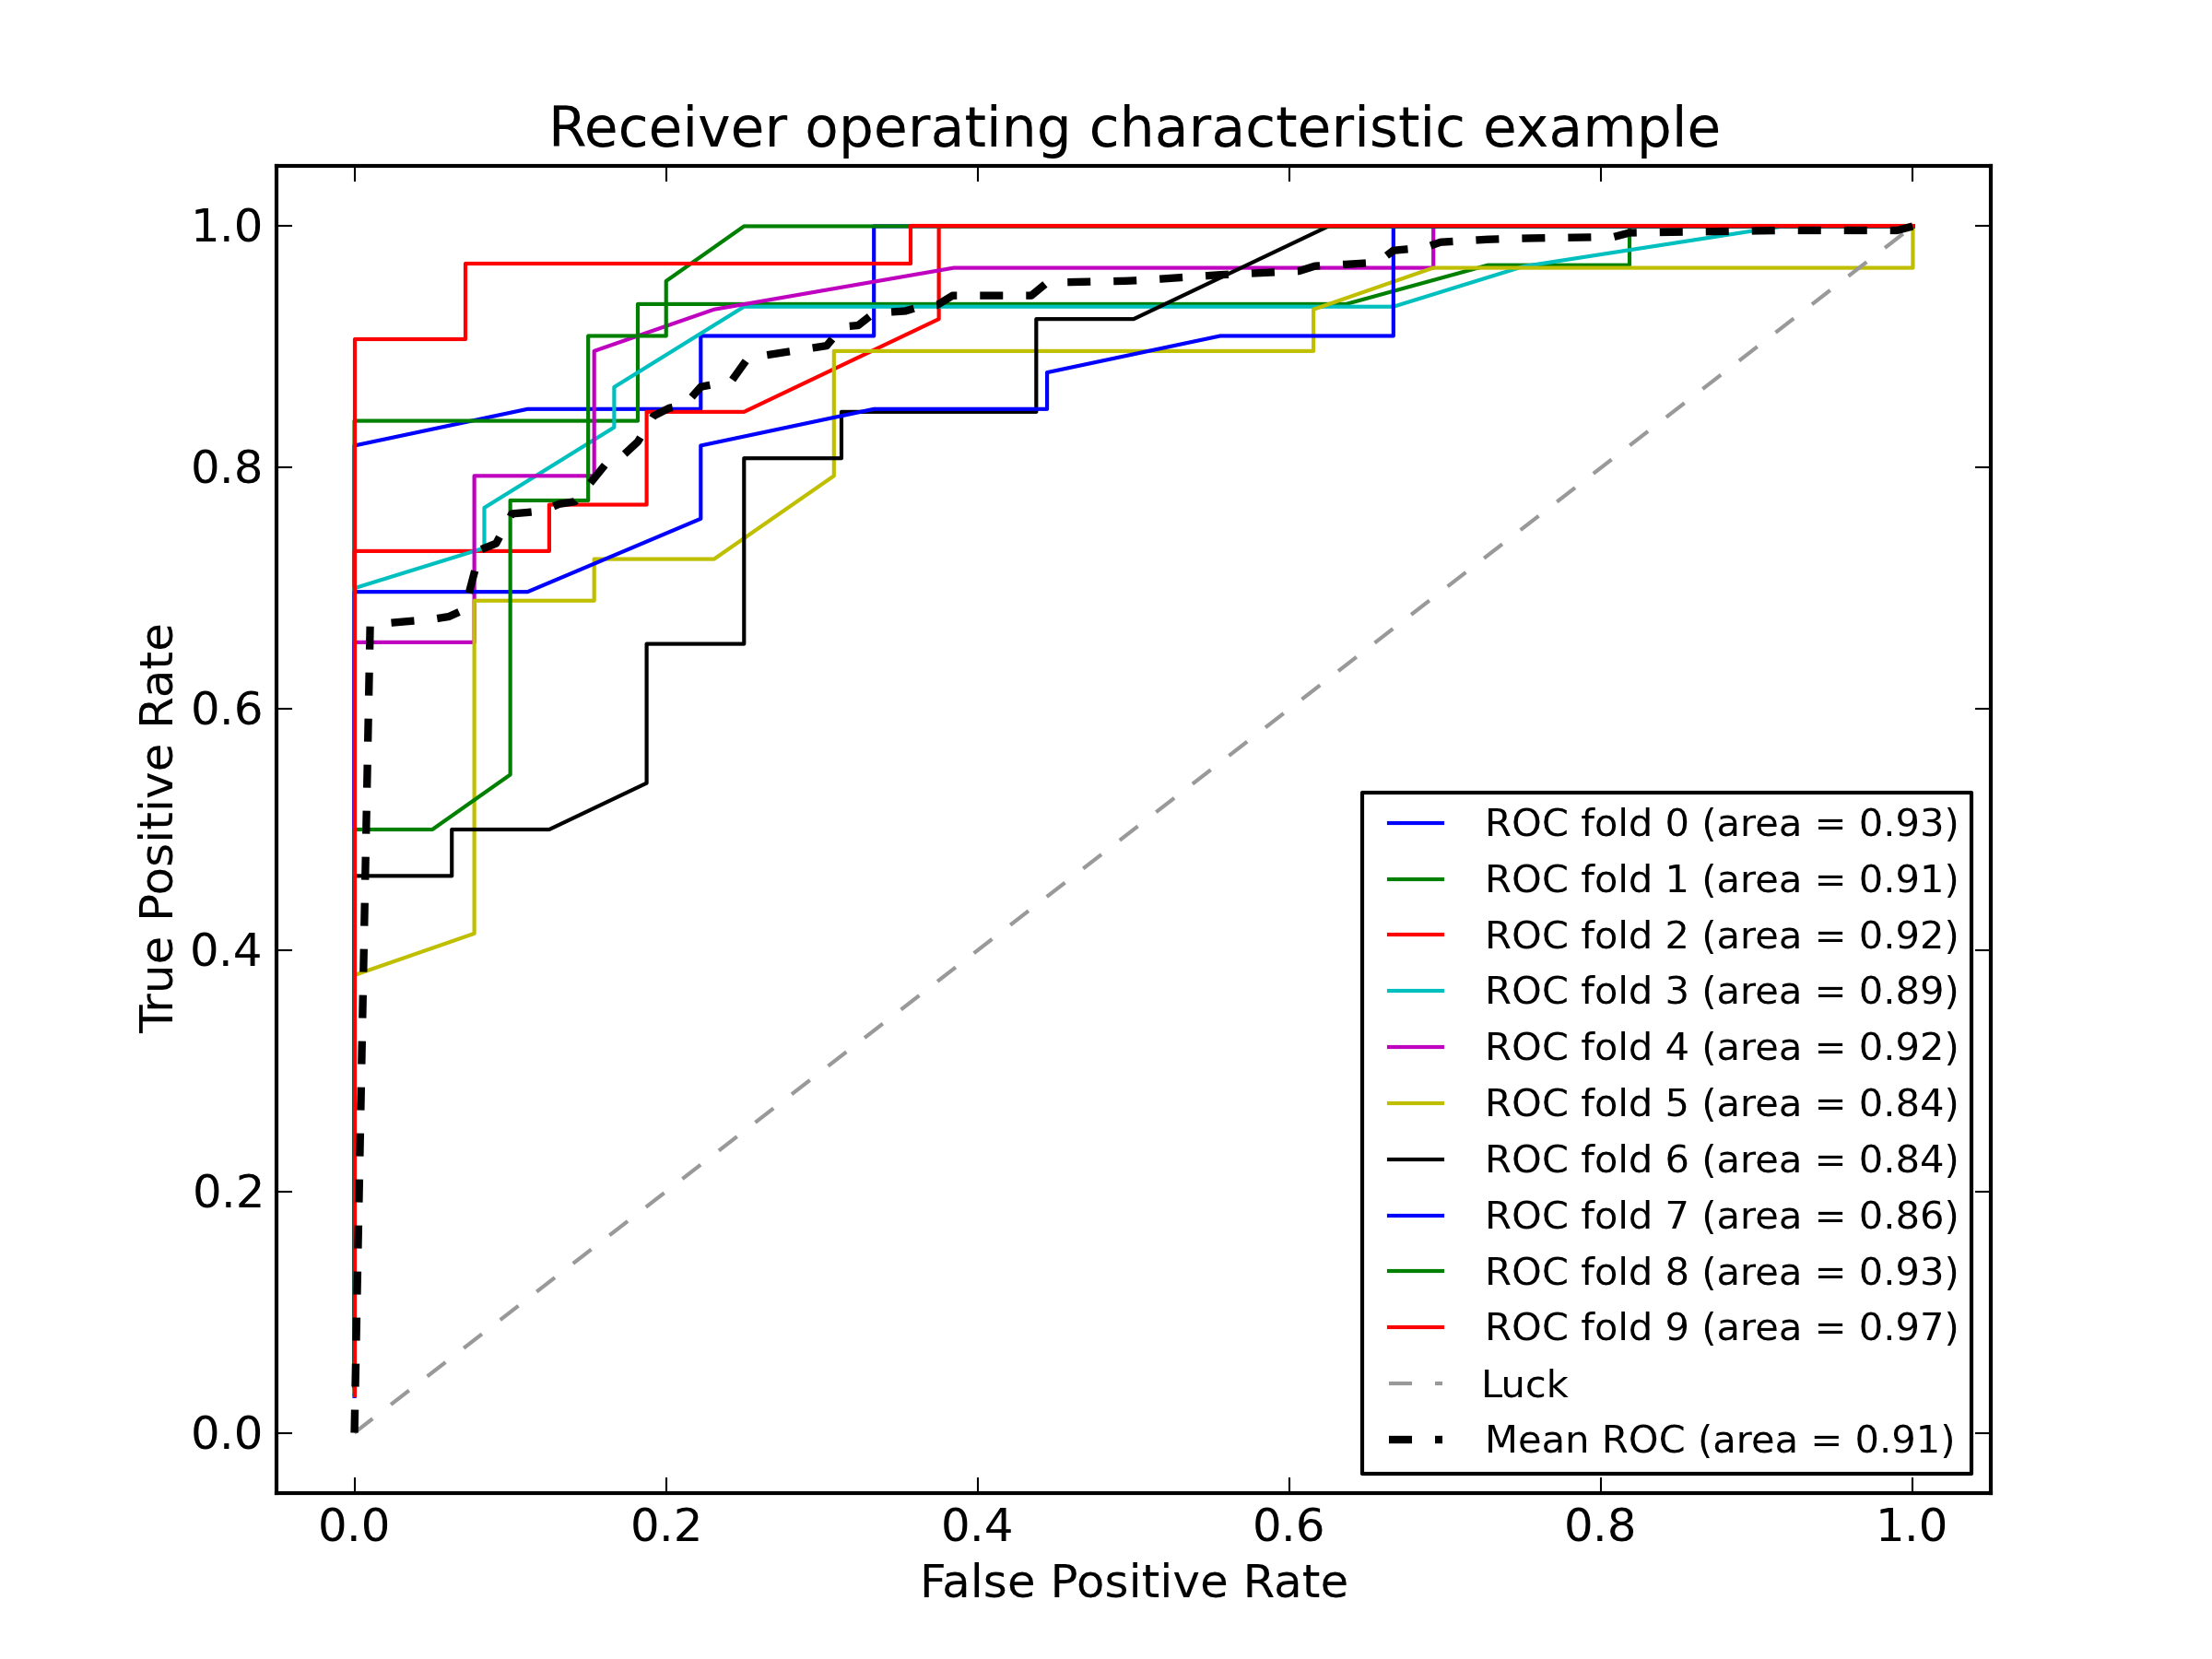 Receiver operating characteristic example
1.0
0.8
0.6
0.4
0.2
0.0
True Positive Rate
ROC fold 0 (area = 0.93)
ROC fold 1 (area = 0.91)
ROC fold 2 (area = 0.92)
ROC fold 3 (area = 0.89)
ROC fold 4 (area = 0.92)
ROC fold 5 (area = 0.84)
ROC fold 6 (area = 0.84)
ROC fold 7 (area = 0.86)
ROC fold 8 (area = 0.93)
ROC fold 9 (area = 0.97)
Luck
Mean ROC (area = 0.91)
0.0 0.2 0.4 0.6 0.8 1.0
False Positive Rate